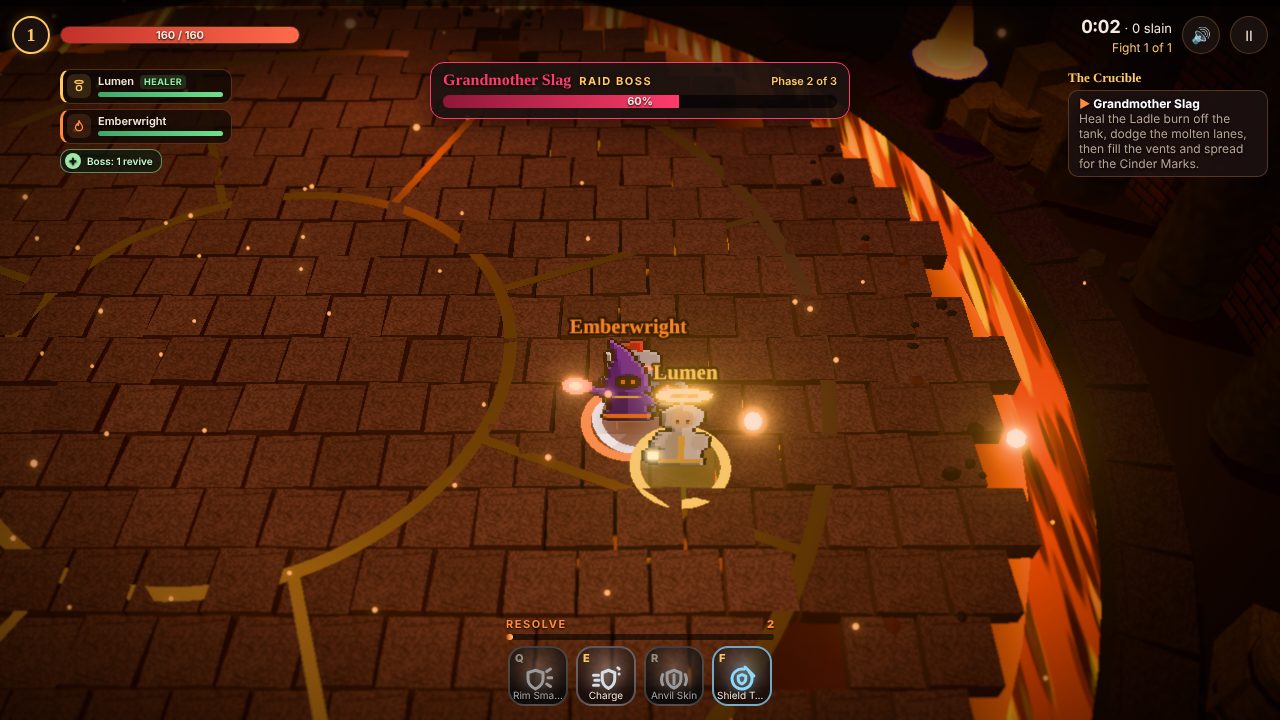 1
160 / 160
Lumen HEALER
Emberwright
Boss: 1 revive
Grandmother Slag RAID BOSS Phase 2 of 3
60%
0:02 · 0 slain
Fight 1 of 1
The Crucible
Grandmother Slag
Heal the Ladle burn off the
tank, dodge the molten lanes,
then fill the vents and spread
for the Cinder Marks.
Emberwright
Lumen
RESOLVE 2
Q E R F
Rim Sma... Charge Anvil Skin Shield T...